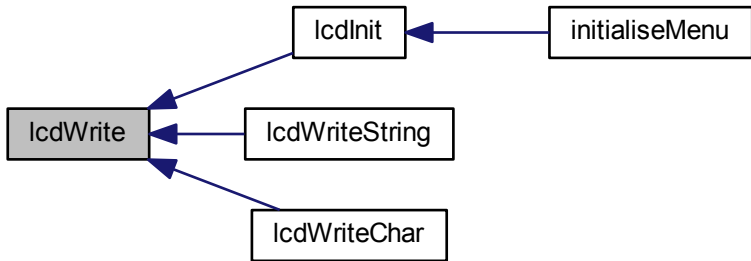 lcdInit
initialiseMenu
lcdWrite
lcdWriteString
lcdWriteChar